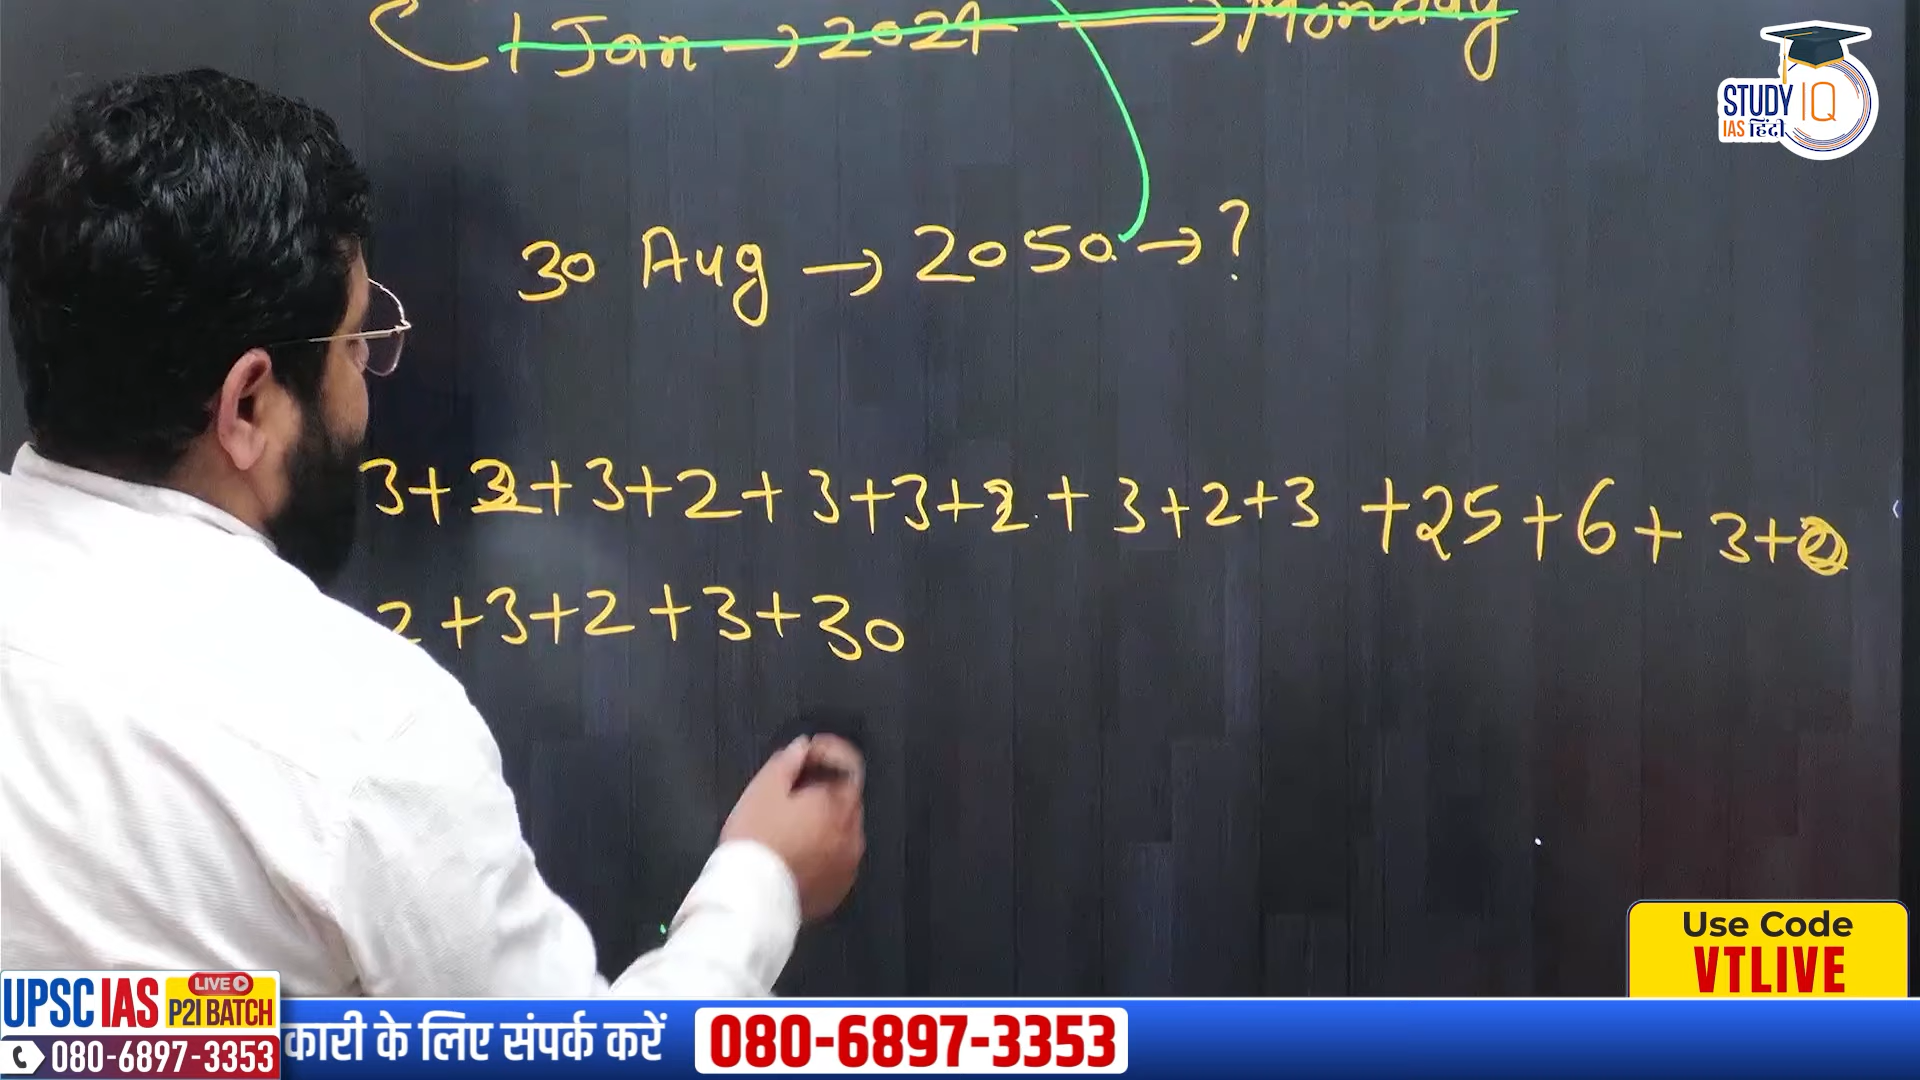 1 Jan → 2021 → Monday
STUDY IQ
IAS हिंदी
30 Aug → 2050 → ?
3+2+3+2+3+3+2+3+2+3+25+6+3+
2+3+2+3+30
Use Code
VTLIVE
UPSC IAS LIVE P2I BATCH
080-6897-3353
कारी के लिए संपर्क करें 080-6897-3353